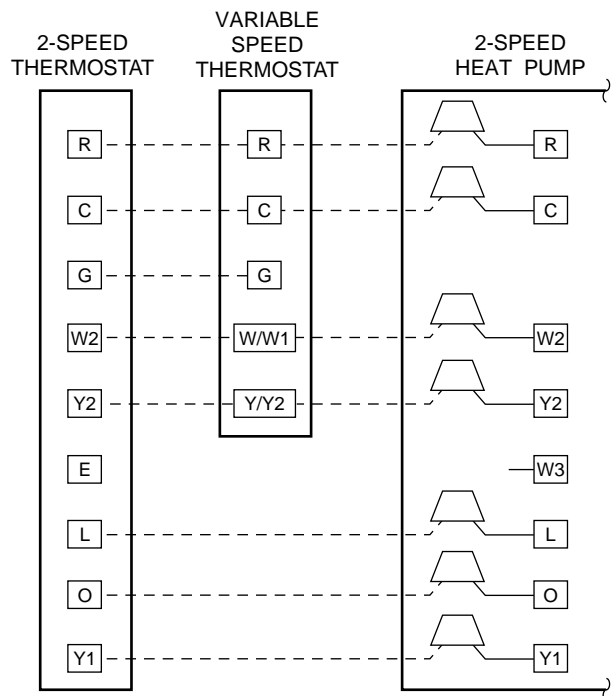 2-SPEED
THERMOSTAT
VARIABLE
SPEED
THERMOSTAT
2-SPEED
HEAT PUMP
R R R
C C C
G G
W2 W/W1 W2
Y2 Y/Y2 Y2
E W3
L L
O O
Y1 Y1